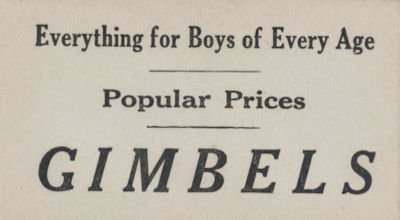 Everything for Boys of Every Age
Popular Prices
GIMBELS